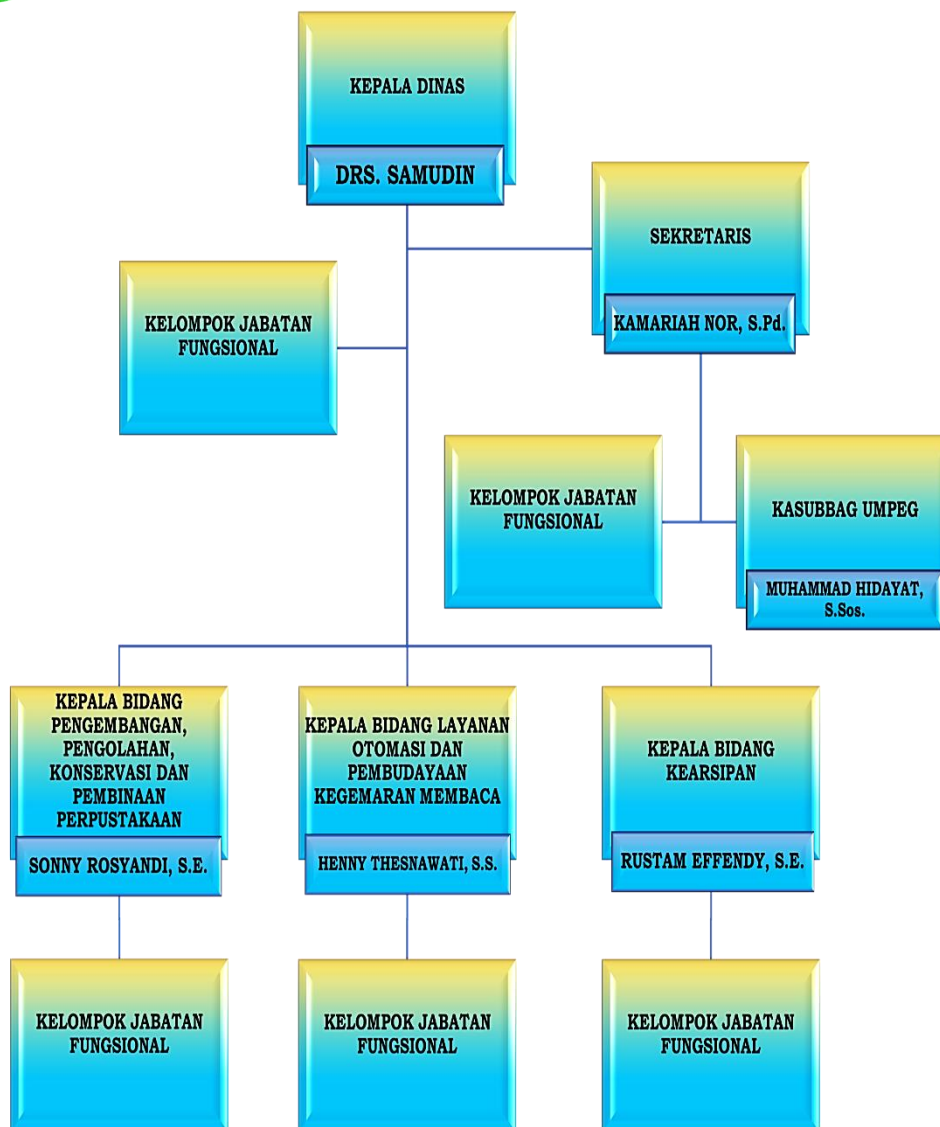 KEPALA DINAS
DRS. SAMUDIN
SEKRETARIS
KAMARIAH NOR, S.Pd.
KELOMPOK JABATAN
FUNGSIONAL
KELOMPOK JABATAN
FUNGSIONAL
KASUBBAG UMPEG
MUHAMMAD HIDAYAT,
S.Sos.
KEPALA BIDANG
PENGEMBANGAN,
PENGOLAHAN,
KONSERVASI DAN
PEMBINAAN
PERPUSTAKAAN
SONNY ROSYANDI, S.E.
KEPALA BIDANG LAYANAN
OTOMASI DAN
PEMBUDAYAAN
KEGEMARAN MEMBACA
HENNY THESNAWATI, S.S.
KEPALA BIDANG
KEARSIPAN
RUSTAM EFFENDY, S.E.
KELOMPOK JABATAN
FUNGSIONAL
KELOMPOK JABATAN
FUNGSIONAL
KELOMPOK JABATAN
FUNGSIONAL